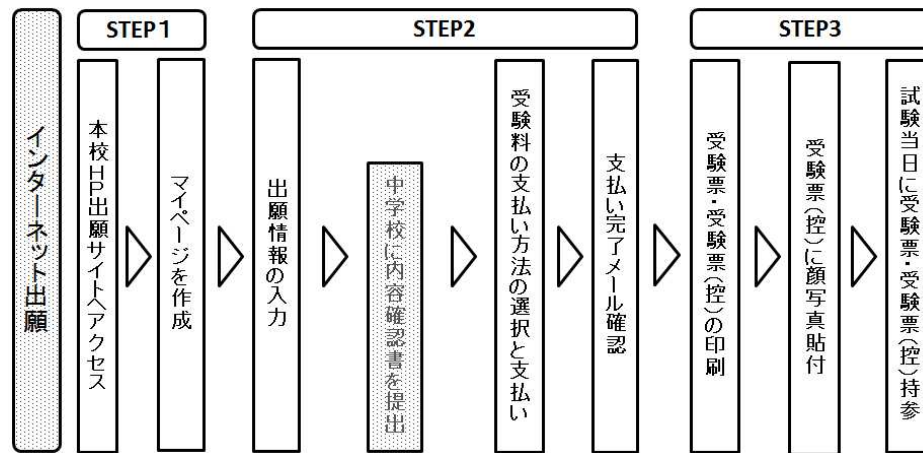 インターネット出願
STEP1
本校HP出願サイトへアクセス
マイページを作成
STEP2
出願情報の入力
中学校に内容確認書を提出
受験料の支払い方法の選択と支払い
支払い完了メール確認
STEP3
受験票・受験票(控)の印刷
受験票(控)に顔写真貼付
試験当日に受験票・受験票(控)持参